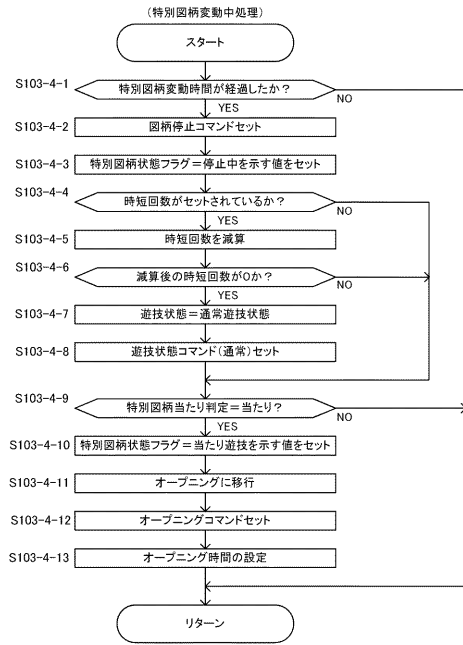 (特別図柄変動中処理)
スタート
S103-4-1
特別図柄変動時間が経過したか?
NO
YES
S103-4-2
図柄停止コマンドセット
S103-4-3
特別図柄状態フラグ=停止中を示す値をセット
S103-4-4
時短回数がセットされているか?
NO
YES
S103-4-5
時短回数を減算
S103-4-6
減算後の時短回数が0か?
NO
YES
S103-4-7
遊技状態=通常遊技状態
S103-4-8
遊技状態コマンド(通常)セット
S103-4-9
特別図柄当たり判定=当たり?
NO
YES
S103-4-10
特別図柄状態フラグ=当たり遊技を示す値をセット
S103-4-11
オープニングに移行
S103-4-12
オープニングコマンドセット
S103-4-13
オープニング時間の設定
リターン